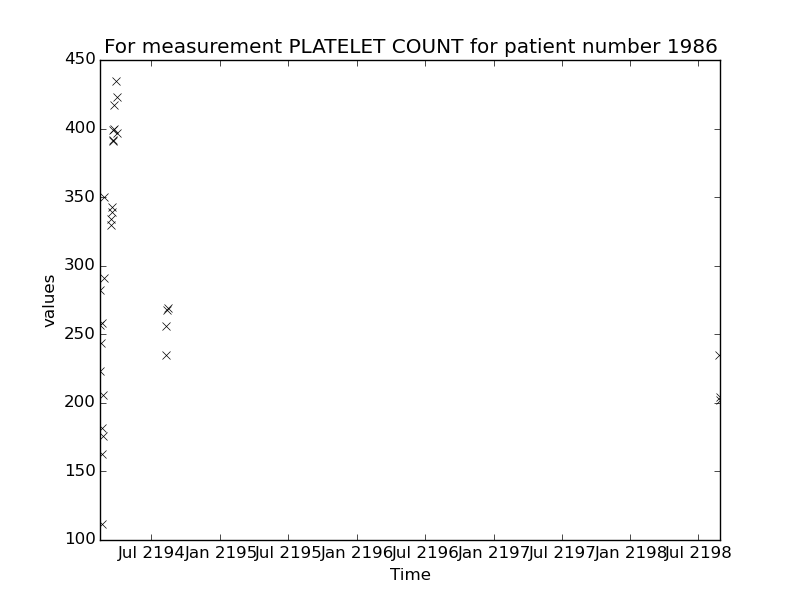 For measurement PLATELET COUNT for patient number 1986
450
400
350
300
250
200
150
100
values
Jul 2194 Jan 2195 Jul 2195 Jan 2196 Jul 2196 Jan 2197 Jul 2197 Jan 2198 Jul 2198
Time